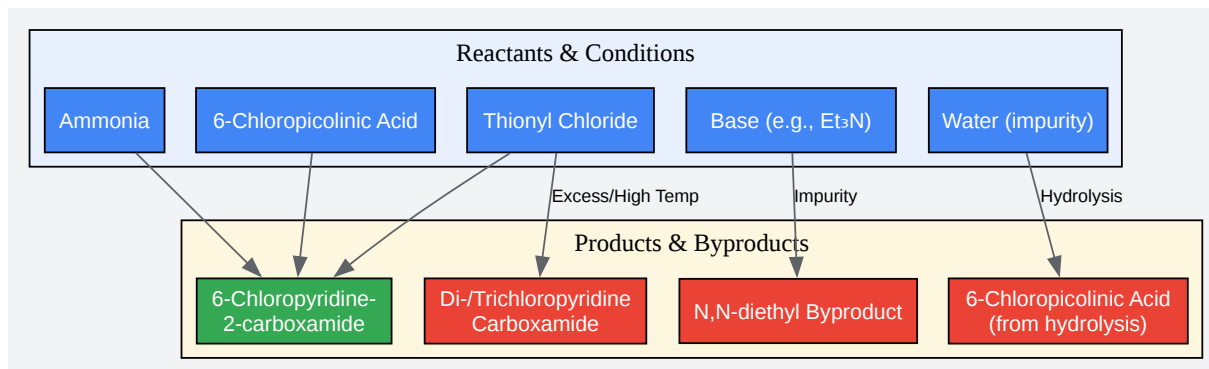 Reactants & Conditions
Ammonia
6-Chloropicolinic Acid
Thionyl Chloride
Base (e.g., Et₃N)
Water (impurity)
Excess/High Temp
Impurity
Hydrolysis
Products & Byproducts
6-Chloropyridine-
2-carboxamide
Di-/Trichloropyridine
Carboxamide
N,N-diethyl Byproduct
6-Chloropicolinic Acid
(from hydrolysis)